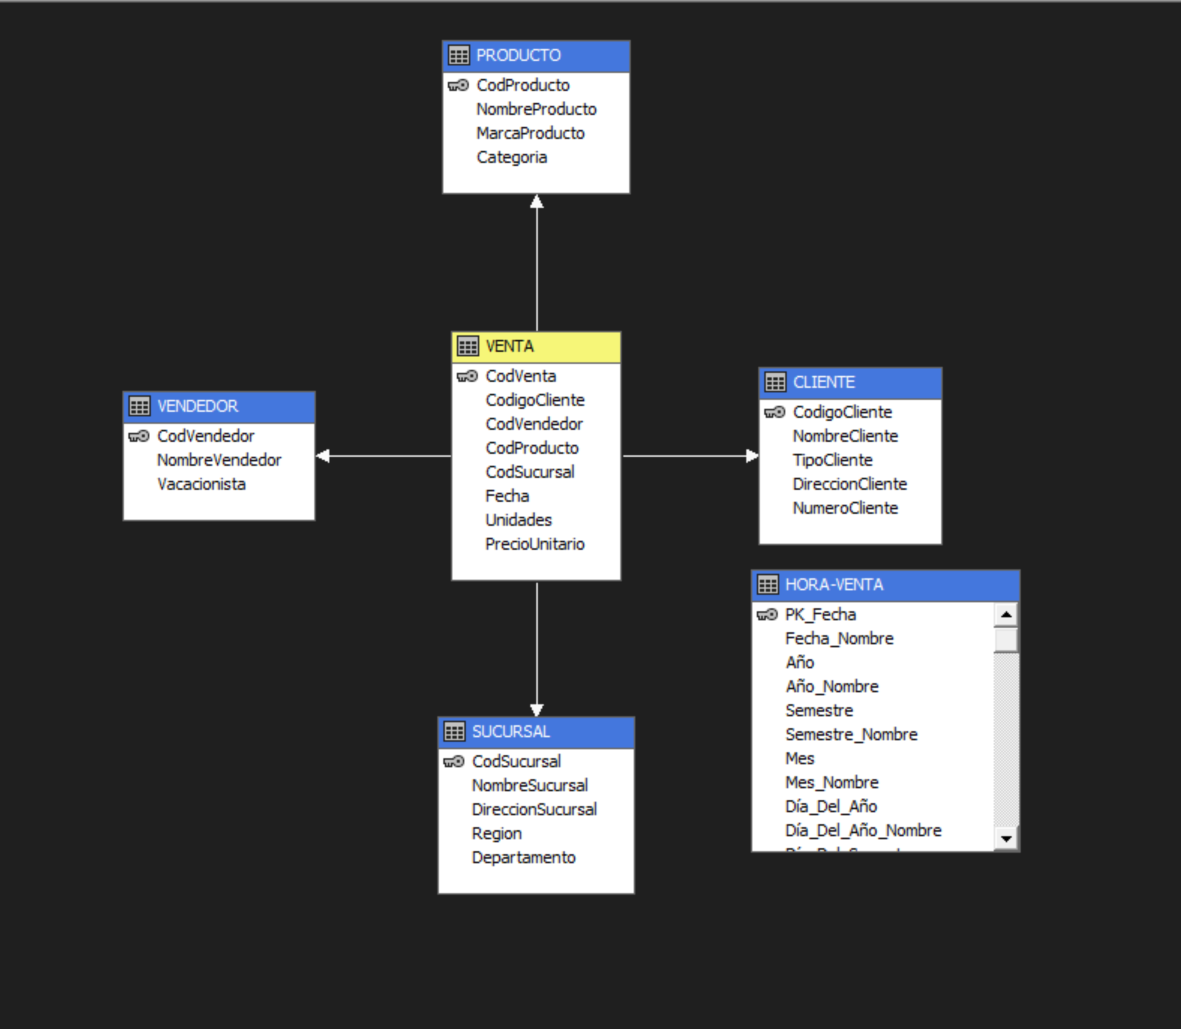 PRODUCTO
CodProducto
NombreProducto
MarcaProducto
Categoria
VENTA
CodVenta
CodigoCliente
CodVendedor
CodProducto
CodSucursal
Fecha
Unidades
PrecioUnitario
VENDEDOR
CodVendedor
NombreVendedor
Vacacionista
CLIENTE
CodigoCliente
NombreCliente
TipoCliente
DireccionCliente
NumeroCliente
HORA-VENTA
PK_Fecha
Fecha_Nombre
Año
Año_Nombre
Semestre
Semestre_Nombre
Mes
Mes_Nombre
Día_Del_Año
Día_Del_Año_Nombre
SUCURSAL
CodSucursal
NombreSucursal
DireccionSucursal
Region
Departamento